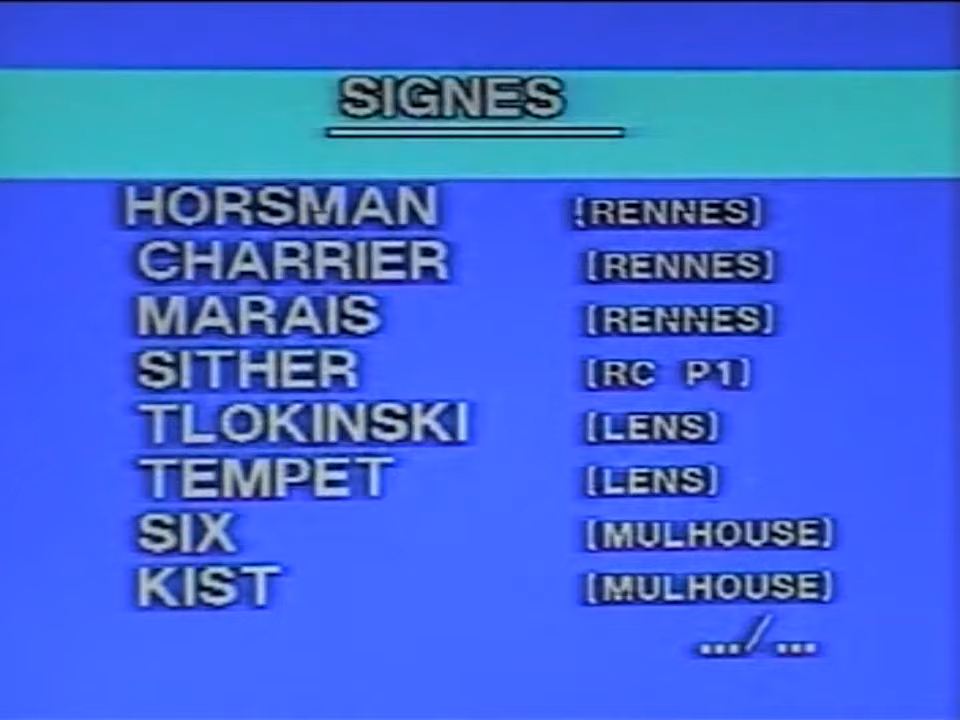 SIGNES
HORSMAN [RENNES]
CHARRIER [RENNES]
MARAIS [RENNES]
SITHER [RC P1]
TLOKINSKI [LENS]
TEMPET [LENS]
SIX [MULHOUSE]
KIST [MULHOUSE]
.../...